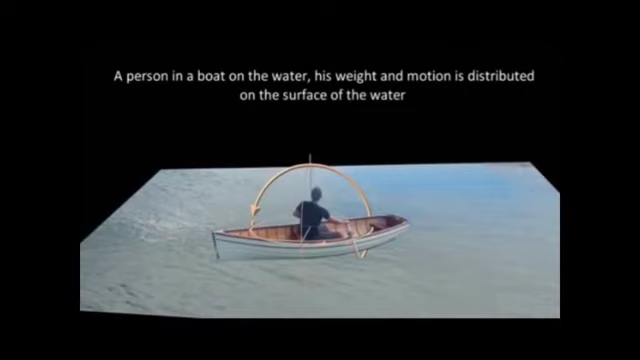 A person in a boat on the water, his weight and motion is distributed
on the surface of the water